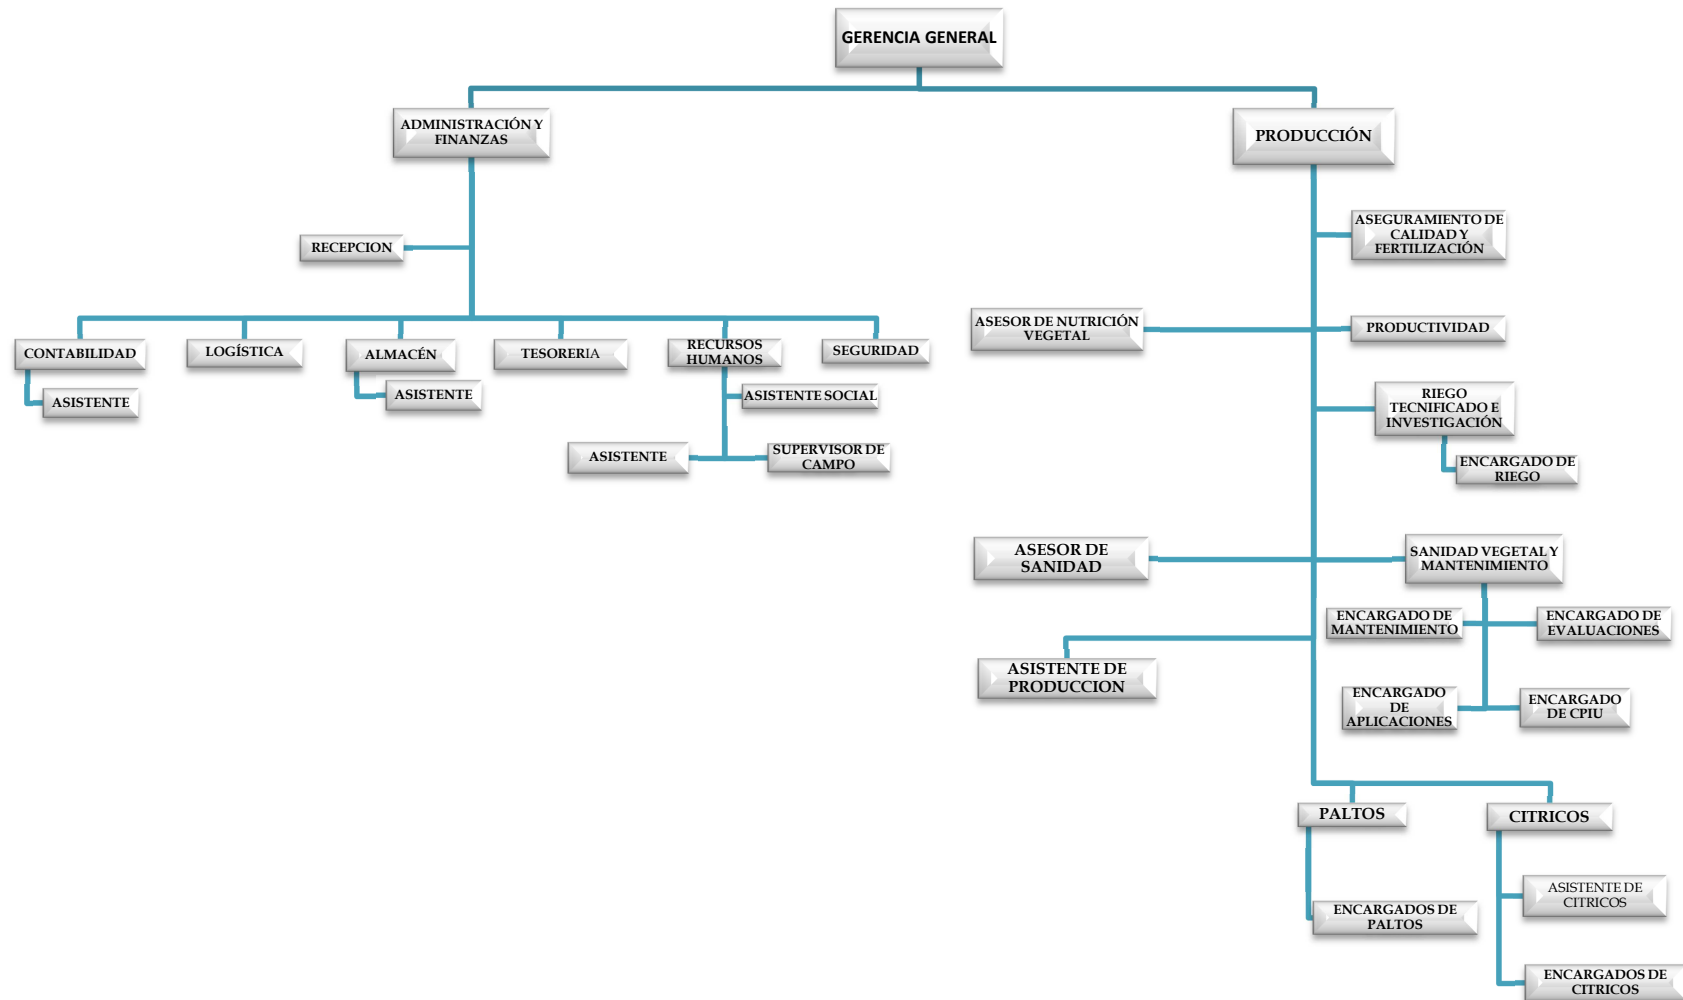 GERENCIA GENERAL
ADMINISTRACIÓN Y
FINANZAS
PRODUCCIÓN
RECEPCION
ASEGURAMIENTO DE
CALIDAD Y
FERTILIZACIÓN
CONTABILIDAD
ASISTENTE
LOGÍSTICA
ALMACÉN
ASISTENTE
TESORERIA
RECURSOS
HUMANOS
ASISTENTE SOCIAL
ASISTENTE
SUPERVISOR DE
CAMPO
SEGURIDAD
ASESOR DE NUTRICIÓN
VEGETAL
PRODUCTIVIDAD
RIEGO
TECNIFICADO E
INVESTIGACIÓN
ENCARGADO DE
RIEGO
ASESOR DE
SANIDAD
SANIDAD VEGETAL Y
MANTENIMIENTO
ENCARGADO DE
MANTENIMIENTO
ENCARGADO DE
EVALUACIONES
ASISTENTE DE
PRODUCCION
ENCARGADO
DE
APLICACIONES
ENCARGADO
DE CPIU
PALTOS
ENCARGADOS DE
PALTOS
CITRICOS
ASISTENTE DE
CITRICOS
ENCARGADOS DE
CITRICOS